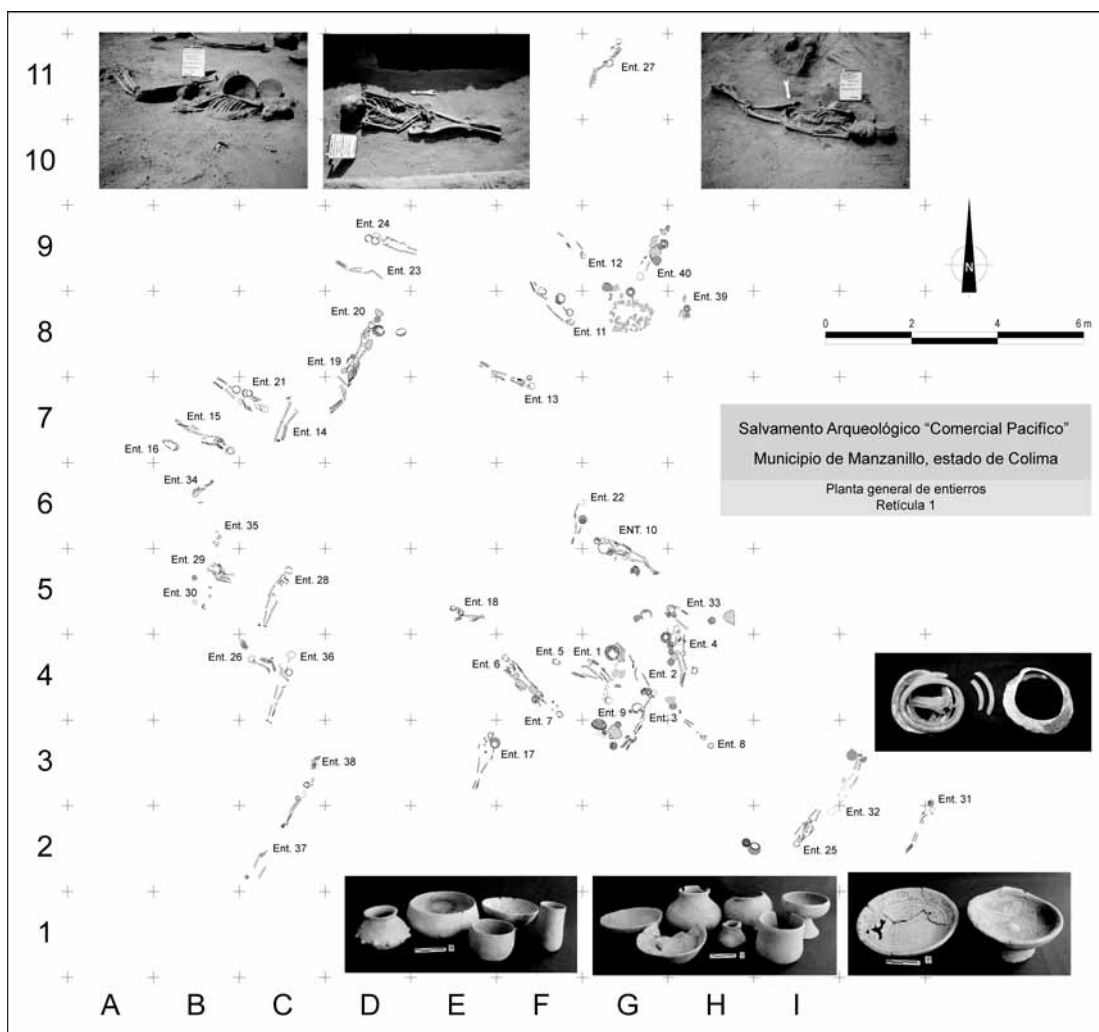 11
Ent. 27
10
9
Ent. 24
Ent. 23
Ent. 12
Ent. 40
Ent. 39
N
0 2 4 6 m
8
Ent. 20
Ent. 19
Ent. 11
7
Ent. 21
Ent. 15
Ent. 16
Ent. 14
Ent. 13
Salvamento Arqueológico “Comercial Pacífico”
Municipio de Manzanillo, estado de Colima
Planta general de entierros
Retícula 1
6
Ent. 34
Ent. 35
Ent. 22
ENT. 10
5
Ent. 29
Ent. 30
Ent. 28
Ent. 18
Ent. 33
4
Ent. 26
Ent. 36
Ent. 6
Ent. 5
Ent. 1
Ent. 4
Ent. 2
Ent. 7
Ent. 9
Ent. 3
Ent. 8
3
Ent. 38
Ent. 17
Ent. 32
Ent. 31
2
Ent. 37
Ent. 25
1
A B C D E F G H I